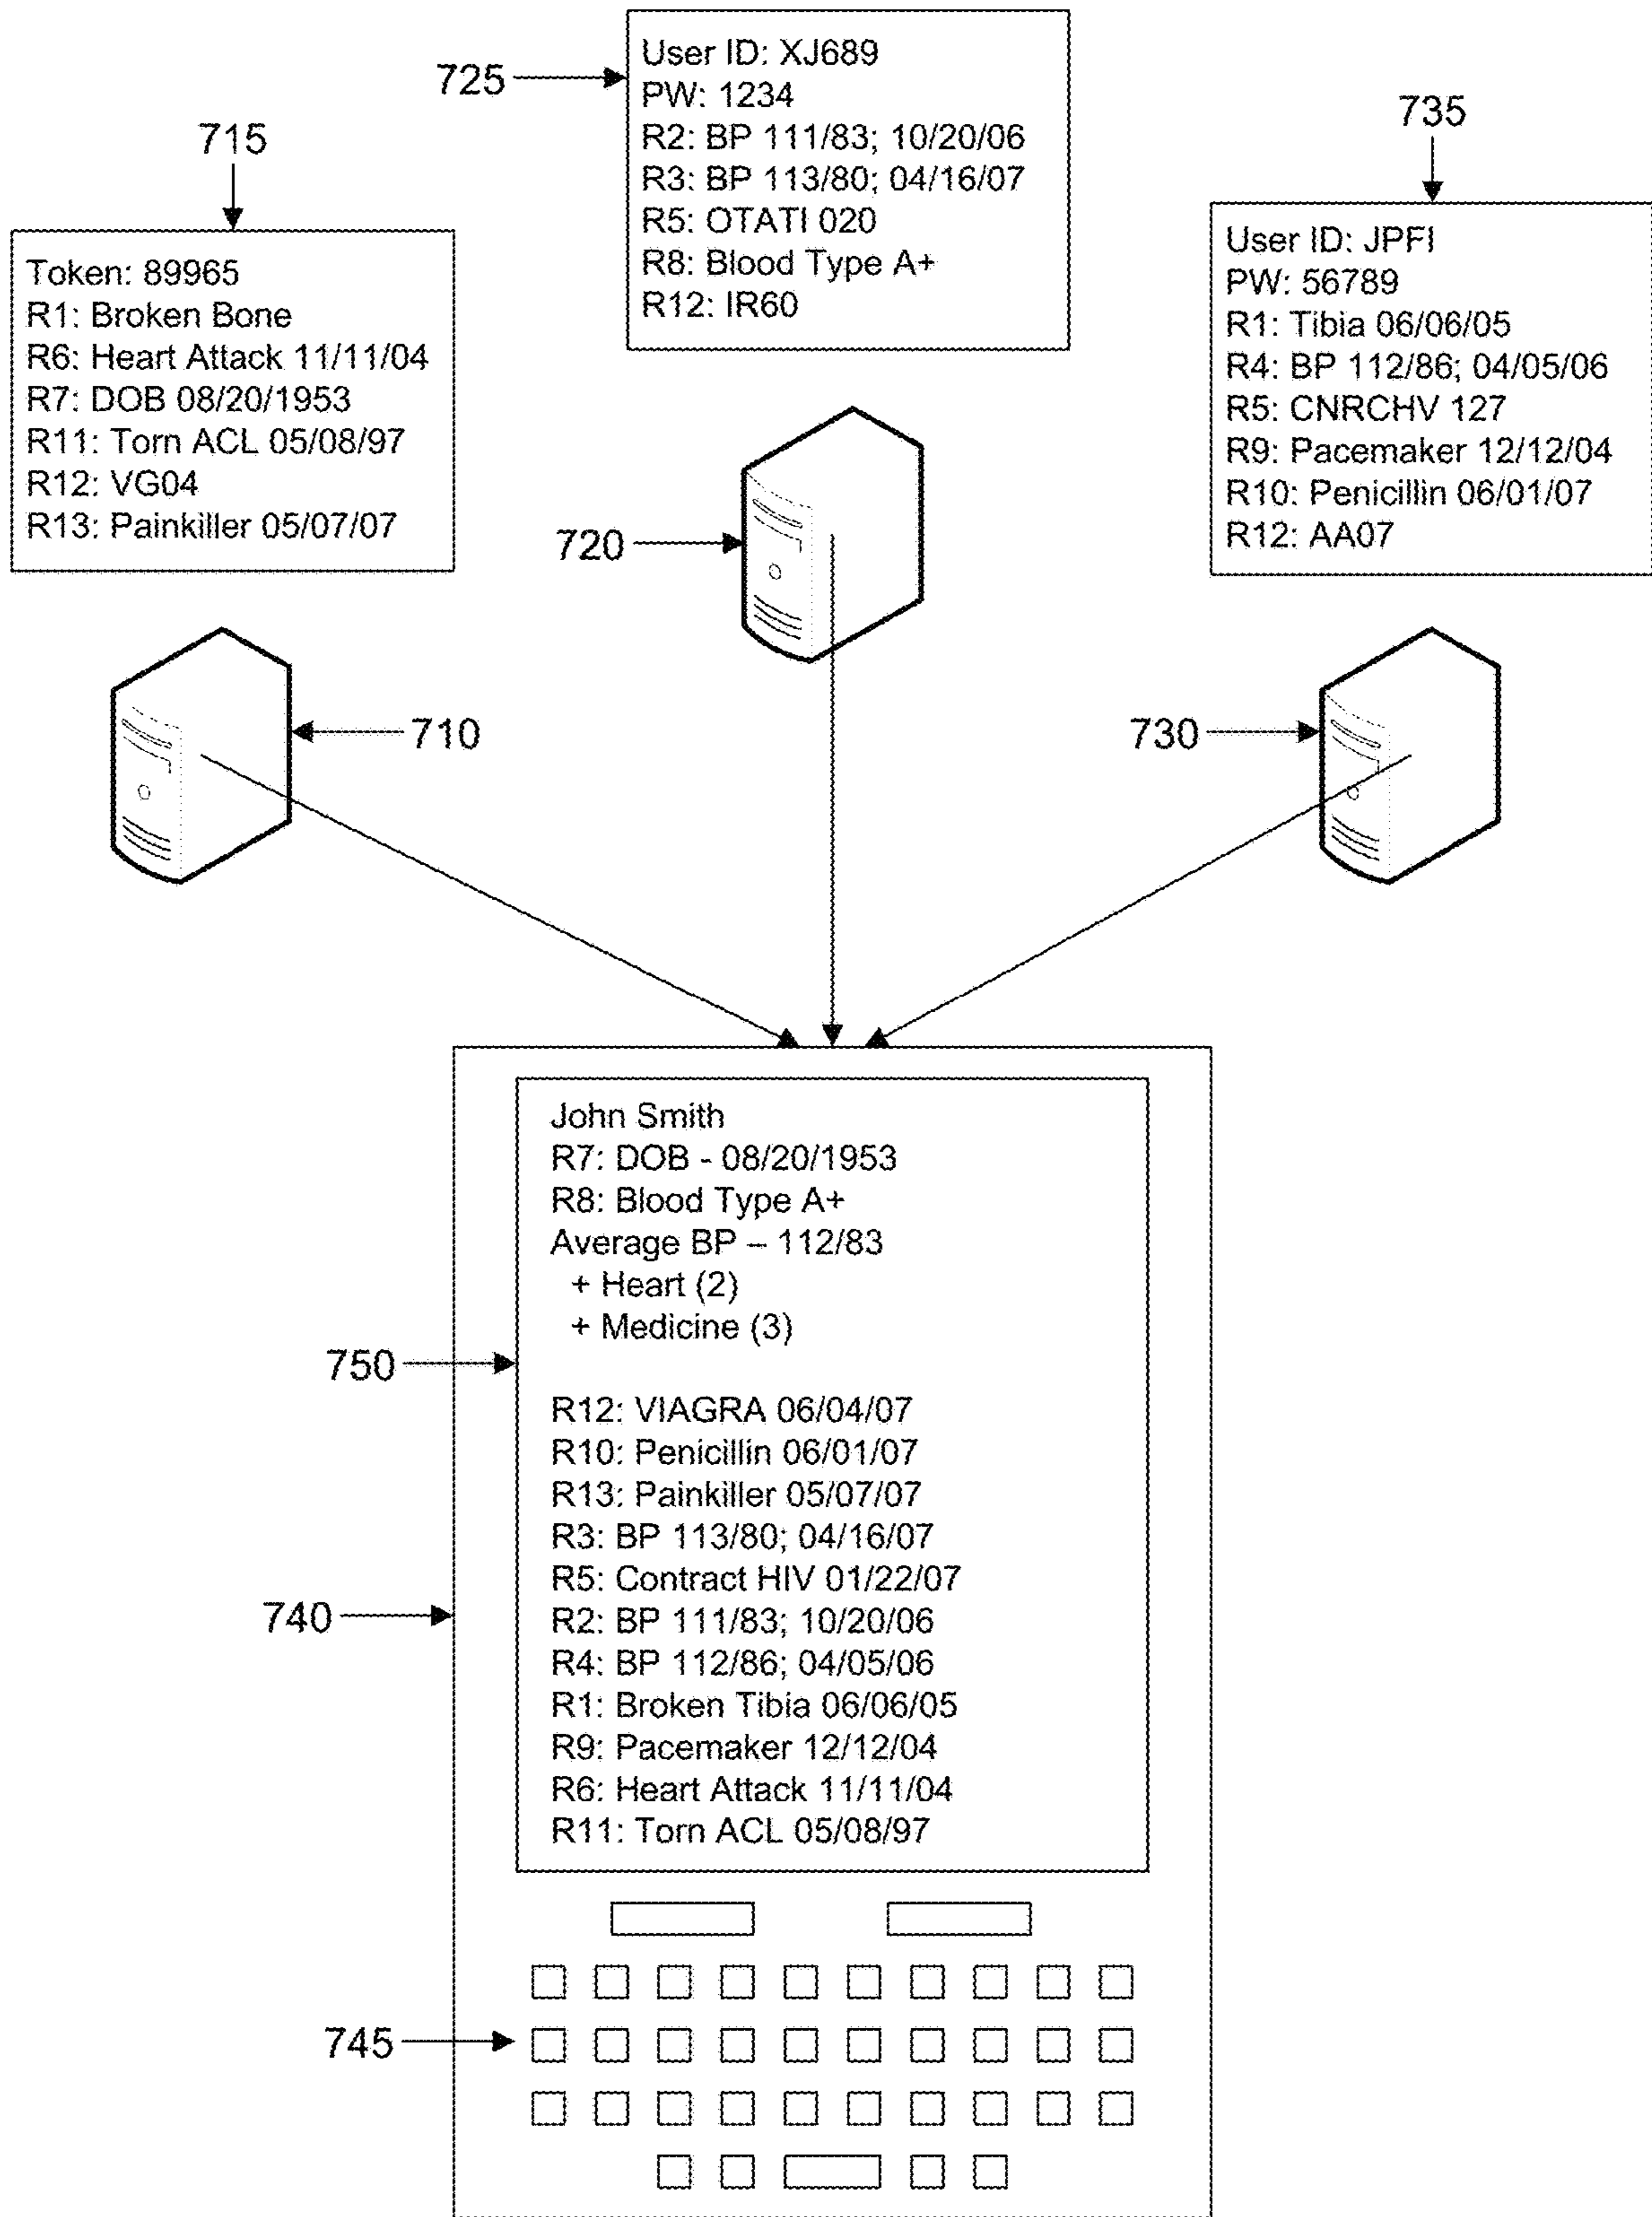 725
User ID: XJ689
PW: 1234
R2: BP 111/83; 10/20/06
R3: BP 113/80; 04/16/07
R5: OTATI 020
R8: Blood Type A+
R12: IR60
715
Token: 89965
R1: Broken Bone
R6: Heart Attack 11/11/04
R7: DOB 08/20/1953
R11: Torn ACL 05/08/97
R12: VG04
R13: Painkiller 05/07/07
735
User ID: JPFI
PW: 56789
R1: Tibia 06/06/05
R4: BP 112/86; 04/05/06
R5: CNRCHV 127
R9: Pacemaker 12/12/04
R10: Penicillin 06/01/07
R12: AA07
720
710
730
John Smith
R7: DOB - 08/20/1953
R8: Blood Type A+
Average BP – 112/83
+ Heart (2)
+ Medicine (3)
750
R12: VIAGRA 06/04/07
R10: Penicillin 06/01/07
R13: Painkiller 05/07/07
R3: BP 113/80; 04/16/07
R5: Contract HIV 01/22/07
740
R2: BP 111/83; 10/20/06
R4: BP 112/86; 04/05/06
R1: Broken Tibia 06/06/05
R9: Pacemaker 12/12/04
R6: Heart Attack 11/11/04
R11: Torn ACL 05/08/97
745